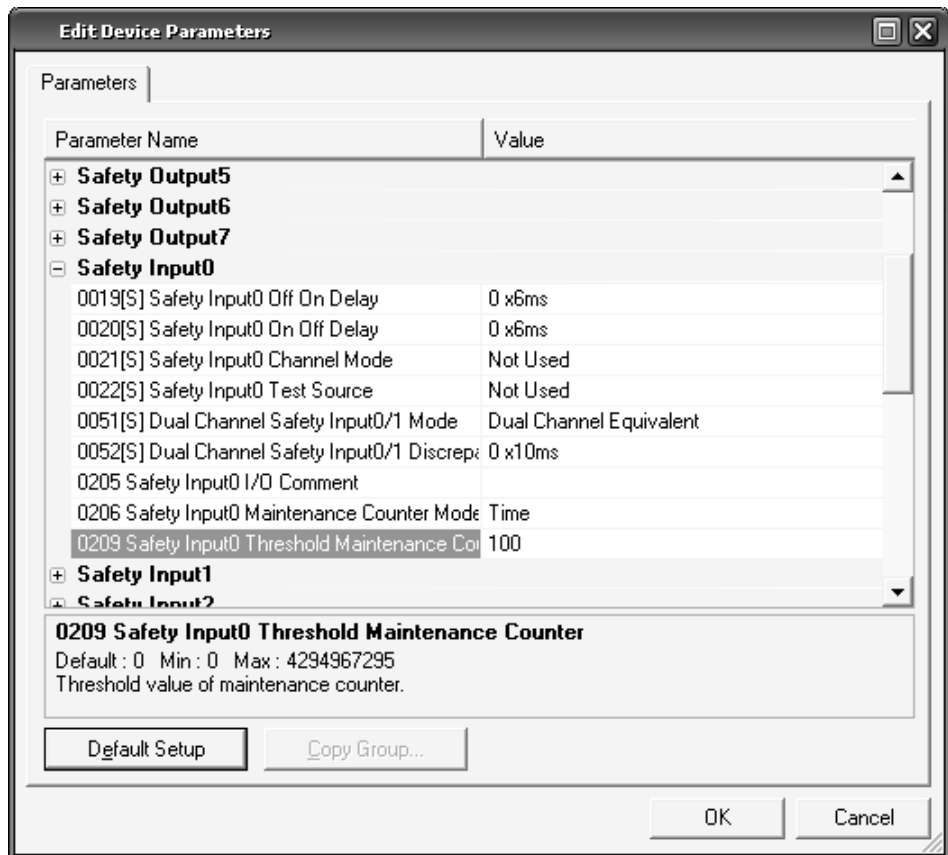 Edit Device Parameters
Parameters
Parameter Name Value
Safety Output5
Safety Output6
Safety Output7
Safety Input0
0019[S] Safety Input0 Off On Delay 0 x6ms
0020[S] Safety Input0 On Off Delay 0 x6ms
0021[S] Safety Input0 Channel Mode Not Used
0022[S] Safety Input0 Test Source Not Used
0051[S] Dual Channel Safety Input0/1 Mode Dual Channel Equivalent
0052[S] Dual Channel Safety Input0/1 Discrepa 0 x10ms
0205 Safety Input0 I/O Comment
0206 Safety Input0 Maintenance Counter Mode Time
0209 Safety Input0 Threshold Maintenance Cou 100
Safety Input1
Safety Input2
0209 Safety Input0 Threshold Maintenance Counter
Default : 0 Min : 0 Max : 4294967295
Threshold value of maintenance counter.
Default Setup Copy Group...
OK Cancel